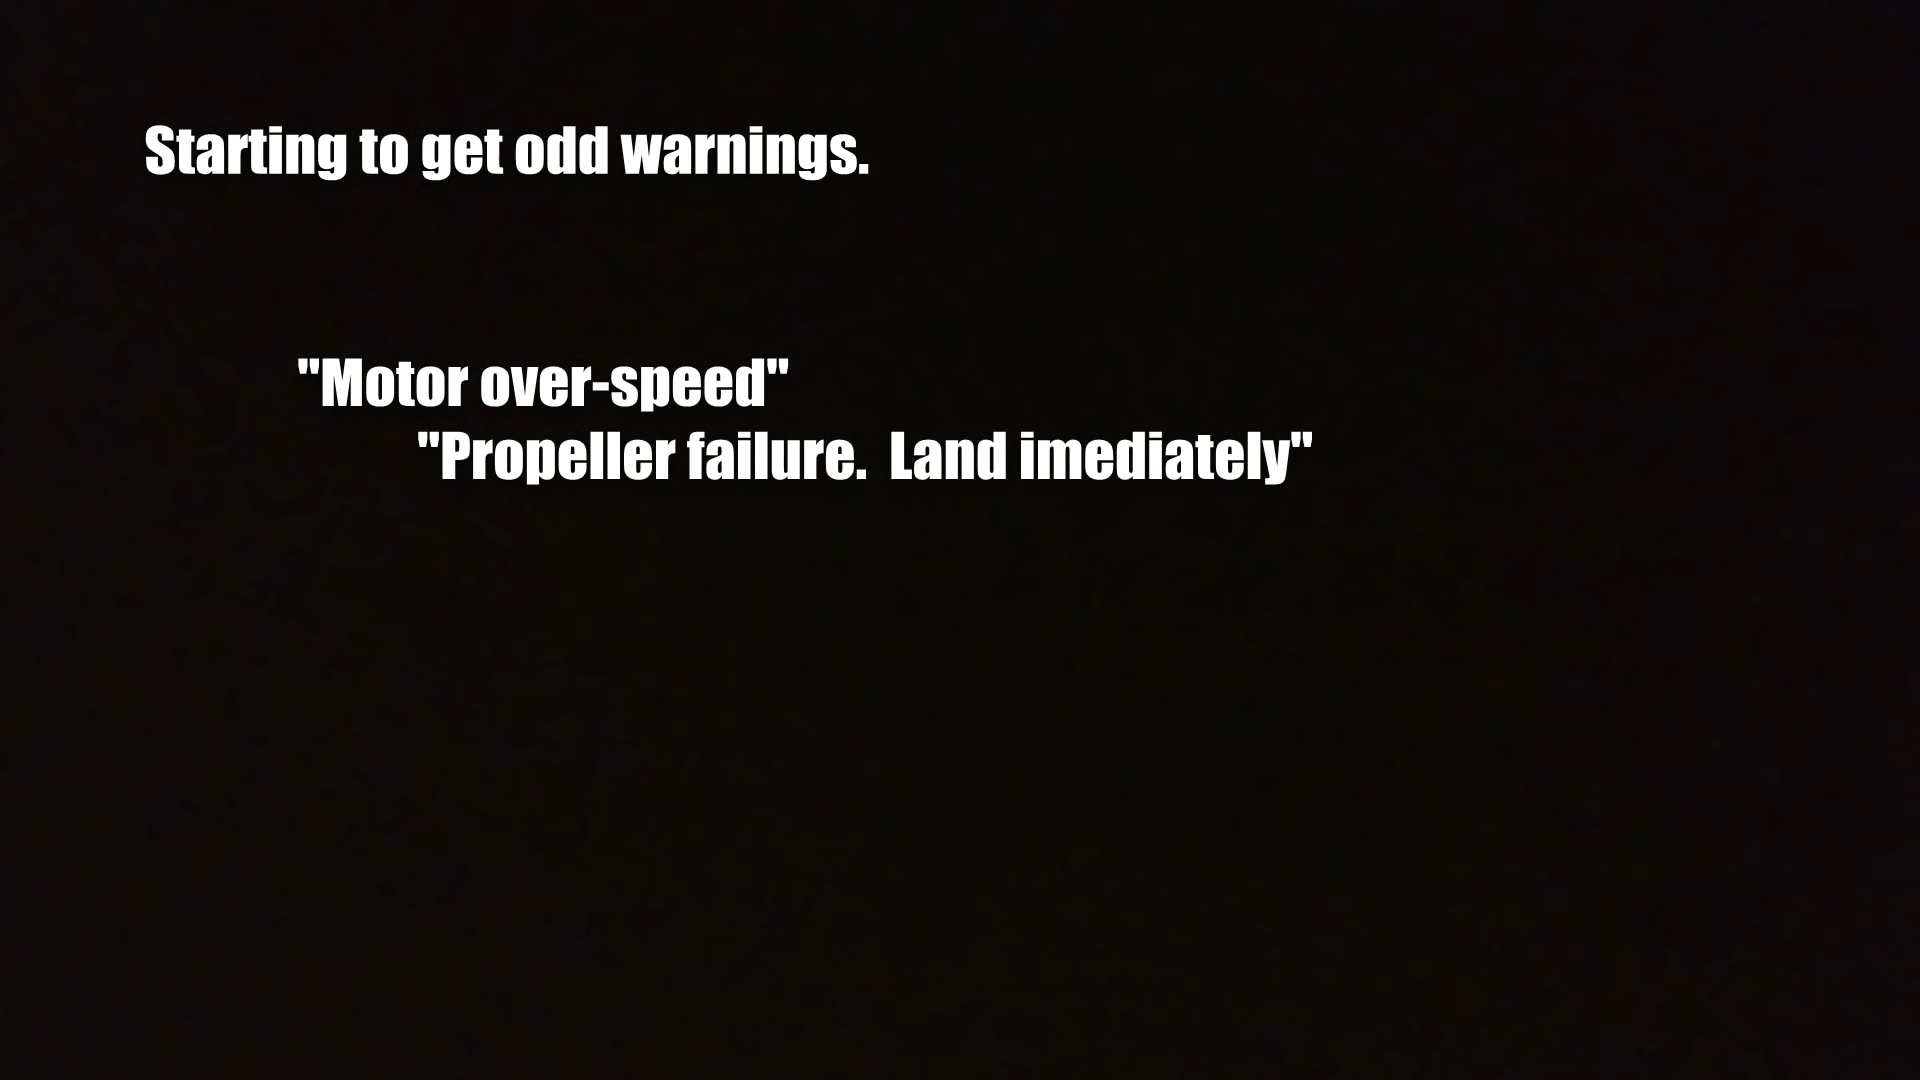 Starting to get odd warnings.
"Motor over-speed"
"Propeller failure.  Land imediately"